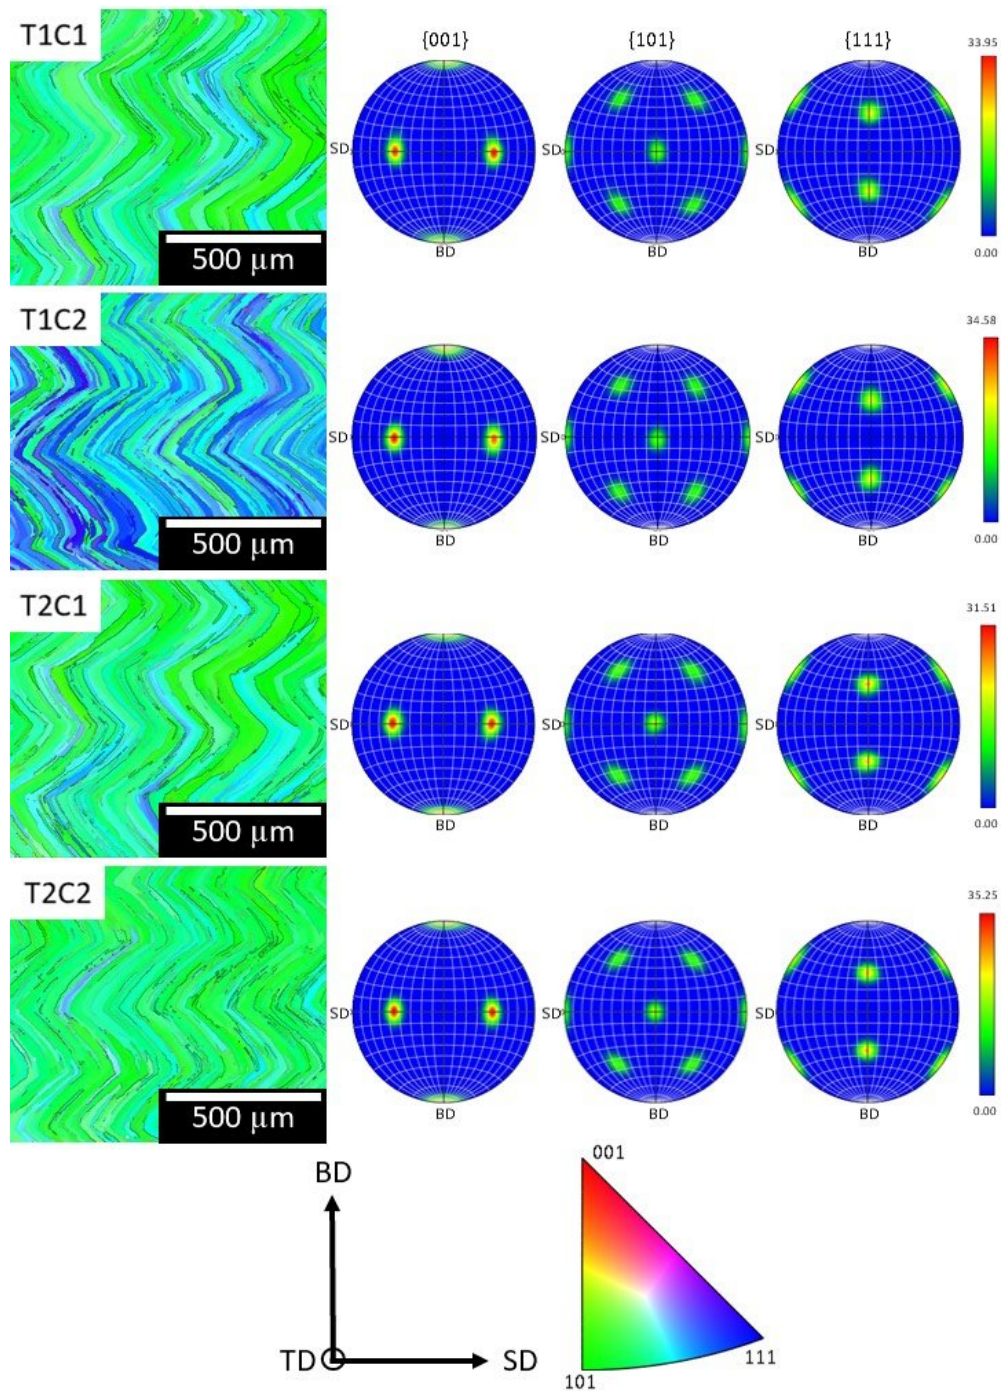 T1C1
{001}
{101}
{111}
33.95
SD
SD
SD
500 μm
BD
BD
BD
0.00
T1C2
34.58
SD
SD
SD
500 μm
BD
BD
BD
0.00
T2C1
31.51
SD
SD
SD
500 μm
BD
BD
BD
0.00
T2C2
35.25
SD
SD
SD
500 μm
BD
BD
BD
0.00
BD
001
TD
SD
111
101